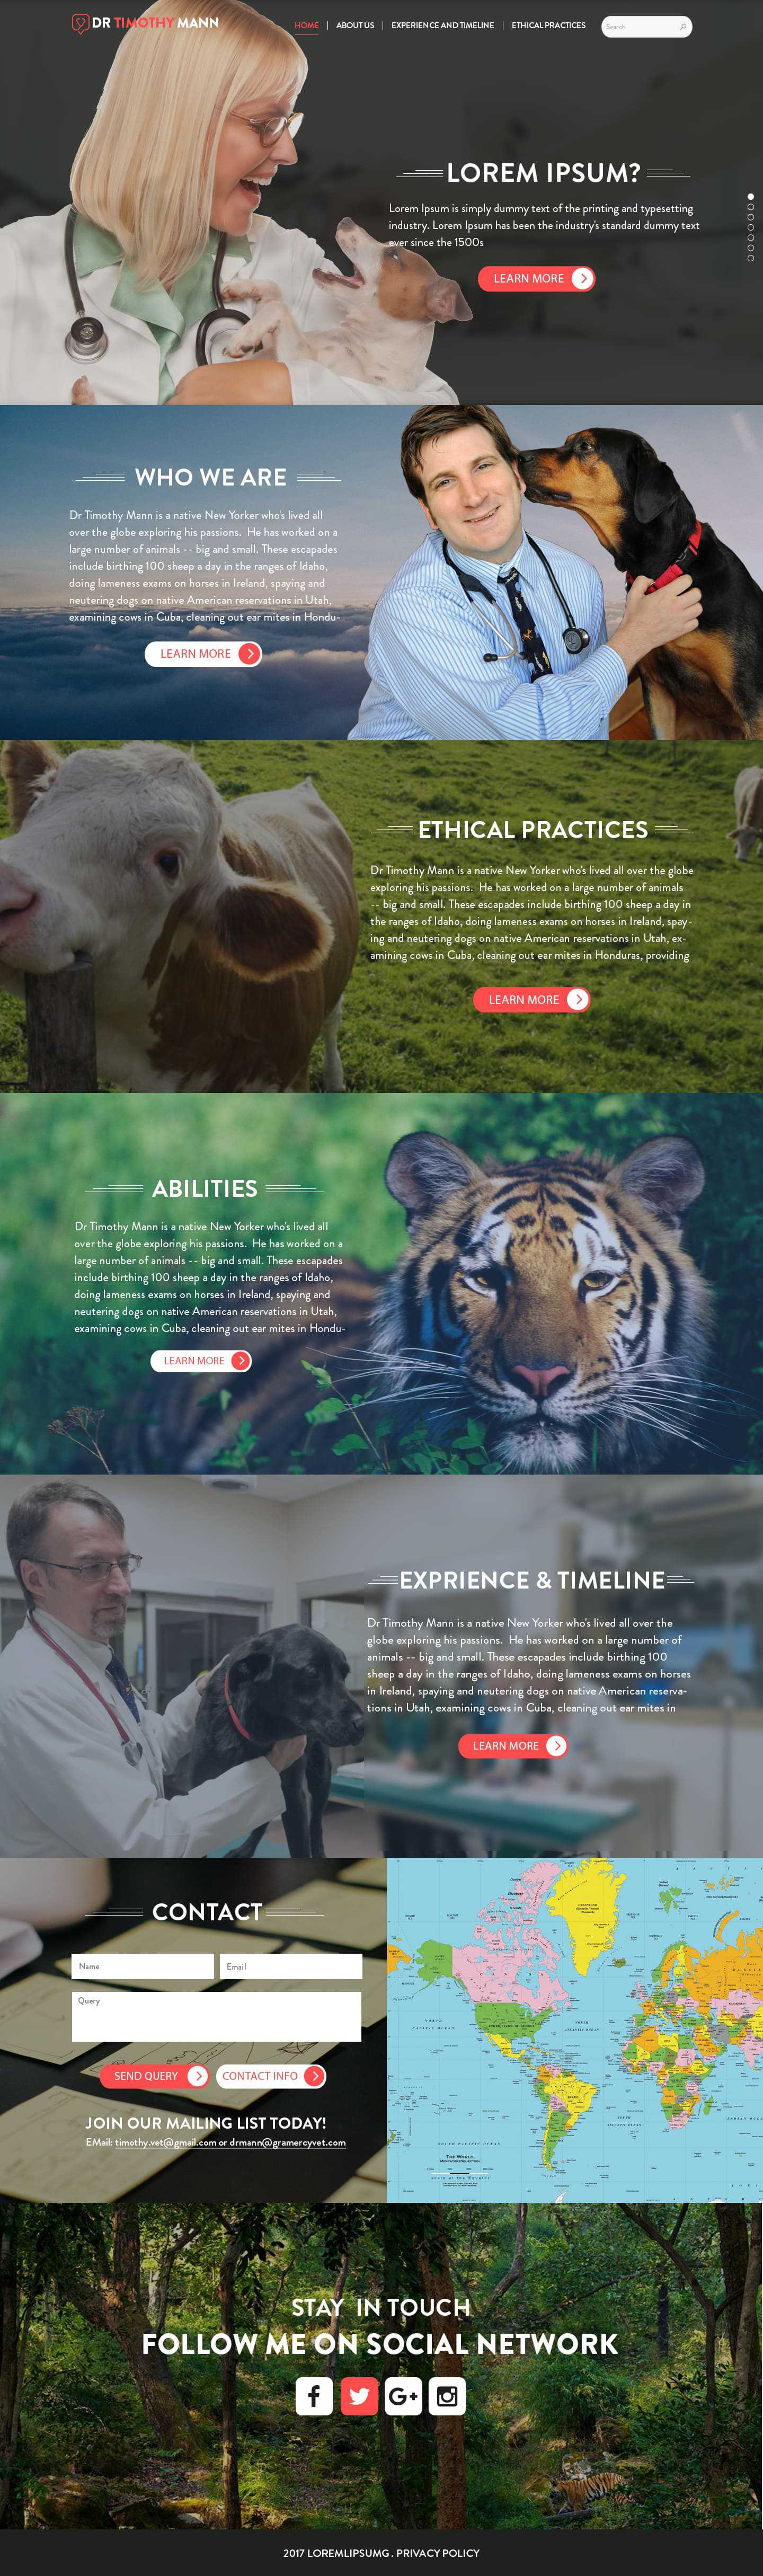 DR TIMOTHY MANN
HOME | ABOUT US | EXPERIENCE AND TIMELINE | ETHICAL PRACTICES
Search
LOREM IPSUM?
Lorem Ipsum is simply dummy text of the printing and typesetting
industry. Lorem Ipsum has been the industry's standard dummy text
ever since the 1500s
LEARN MORE
WHO WE ARE
Dr Timothy Mann is a native New Yorker who's lived all
over the globe exploring his passions. He has worked on a
large number of animals -- big and small. These escapades
include birthing 100 sheep a day in the ranges of Idaho,
doing lameness exams on horses in Ireland, spaying and
neutering dogs on native American reservations in Utah,
examining cows in Cuba, cleaning out ear mites in Hondu-
LEARN MORE
ETHICAL PRACTICES
Dr Timothy Mann is a native New Yorker who's lived all over the globe
exploring his passions. He has worked on a large number of animals
-- big and small. These escapades include birthing 100 sheep a day in
the ranges of Idaho, doing lameness exams on horses in Ireland, spay-
ing and neutering dogs on native American reservations in Utah, ex-
amining cows in Cuba, cleaning out ear mites in Honduras, providing
LEARN MORE
ABILITIES
Dr Timothy Mann is a native New Yorker who's lived all
over the globe exploring his passions. He has worked on a
large number of animals -- big and small. These escapades
include birthing 100 sheep a day in the ranges of Idaho,
doing lameness exams on horses in Ireland, spaying and
neutering dogs on native American reservations in Utah,
examining cows in Cuba, cleaning out ear mites in Hondu-
LEARN MORE
EXPRIENCE & TIMELINE
Dr Timothy Mann is a native New Yorker who's lived all over the
globe exploring his passions. He has worked on a large number of
animals -- big and small. These escapades include birthing 100
sheep a day in the ranges of Idaho, doing lameness exams on horses
in Ireland, spaying and neutering dogs on native American reserva-
tions in Utah, examining cows in Cuba, cleaning out ear mites in
LEARN MORE
CONTACT
Name
Email
Query
SEND QUERY
CONTACT INFO
JOIN OUR MAILING LIST TODAY!
EMail: timothy.vet@gmail.com or drmann@gramercyvet.com
THE WORLD
STAY IN TOUCH
FOLLOW ME ON SOCIAL NETWORK
2017 LOREMLIPSUMG . PRIVACY POLICY